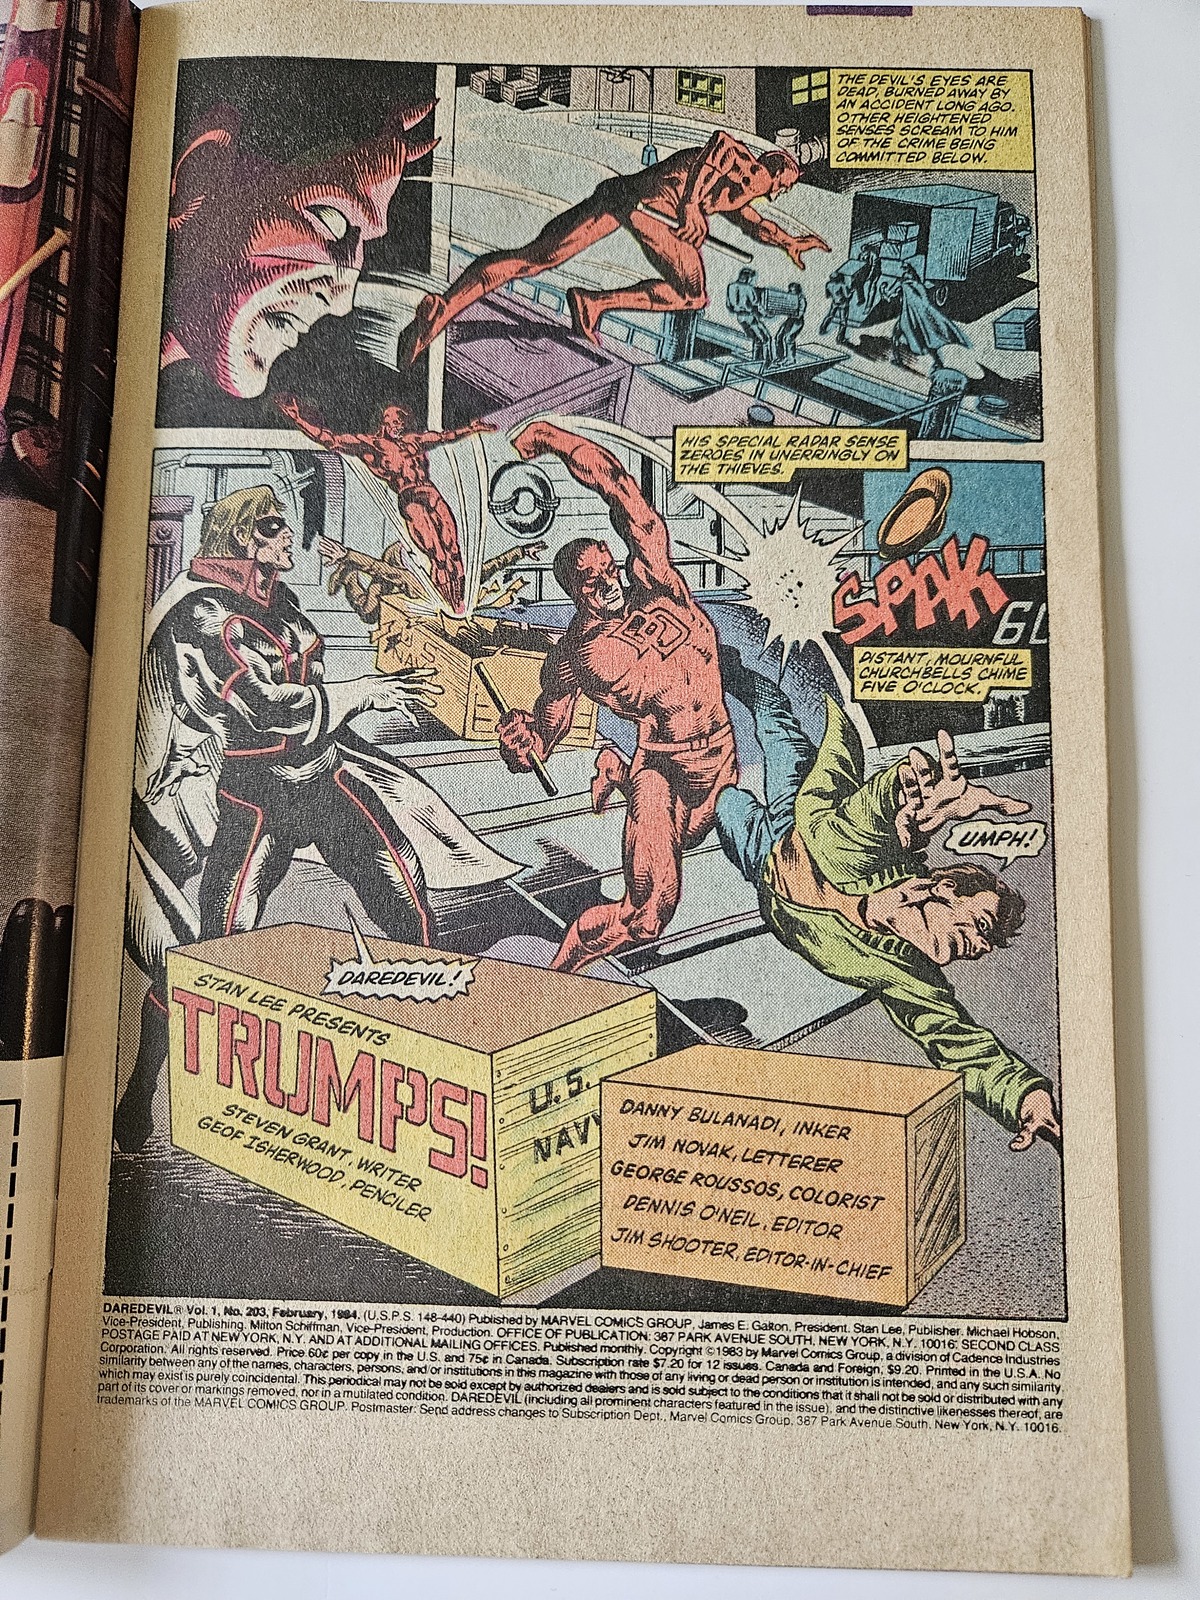 THE DEVIL'S EYES ARE
DEAD, BURNED AWAY BY
AN ACCIDENT LONG AGO.
OTHER HEIGHTENED
SENSES SCREAM TO HIM
OF THE CRIME BEING
COMMITTED BELOW.
HIS SPECIAL RADAR SENSE
ZEROES IN UNERRINGLY ON
THE THIEVES.
SPAK
DISTANT, MOURNFUL
CHURCHBELLS CHIME
FIVE O'CLOCK.
DD
UMPH!
DAREDEVIL!
STAN LEE PRESENTS
TRUMPS!
STEVEN GRANT, WRITER
GEOF ISHERWOOD, PENCILER
U.S.
NAVY
DANNY BULANADI, INKER
JIM NOVAK, LETTERER
GEORGE ROUSSOS, COLORIST
DENNIS O'NEIL, EDITOR
JIM SHOOTER, EDITOR-IN-CHIEF
DAREDEVIL® Vol. 1, No. 203, February, 1984. (U.S.P.S. 148-440) Published by MARVEL COMICS GROUP, James E. Galton, President. Stan Lee, Publisher. Michael Hobson,
Vice-President, Publishing. Milton Schiffman, Vice-President, Production. OFFICE OF PUBLICATION: 387 PARK AVENUE SOUTH, NEW YORK, N.Y. 10016. SECOND CLASS
POSTAGE PAID AT NEW YORK, N.Y. AND AT ADDITIONAL MAILING OFFICES. Published monthly. Copyright ©1983 by Marvel Comics Group, a division of Cadence Industries
Corporation. All rights reserved. Price 60¢ per copy in the U.S. and 75¢ in Canada. Subscription rate $7.20 for 12 issues. Canada and Foreign, $9.20. Printed in the U.S.A. No
similarity between any of the names, characters, persons, and/or institutions in this magazine with those of any living or dead person or institution is intended, and any such similarity
which may exist is purely coincidental. This periodical may not be sold except by authorized dealers and is sold subject to the conditions that it shall not be sold or distributed with any
part of its cover or markings removed, nor in a mutilated condition. DAREDEVIL (including all prominent characters featured in the issue), and the distinctive likenesses thereof, are
trademarks of the MARVEL COMICS GROUP. Postmaster: Send address changes to Subscription Dept., Marvel Comics Group, 387 Park Avenue South, New York, N.Y. 10016.